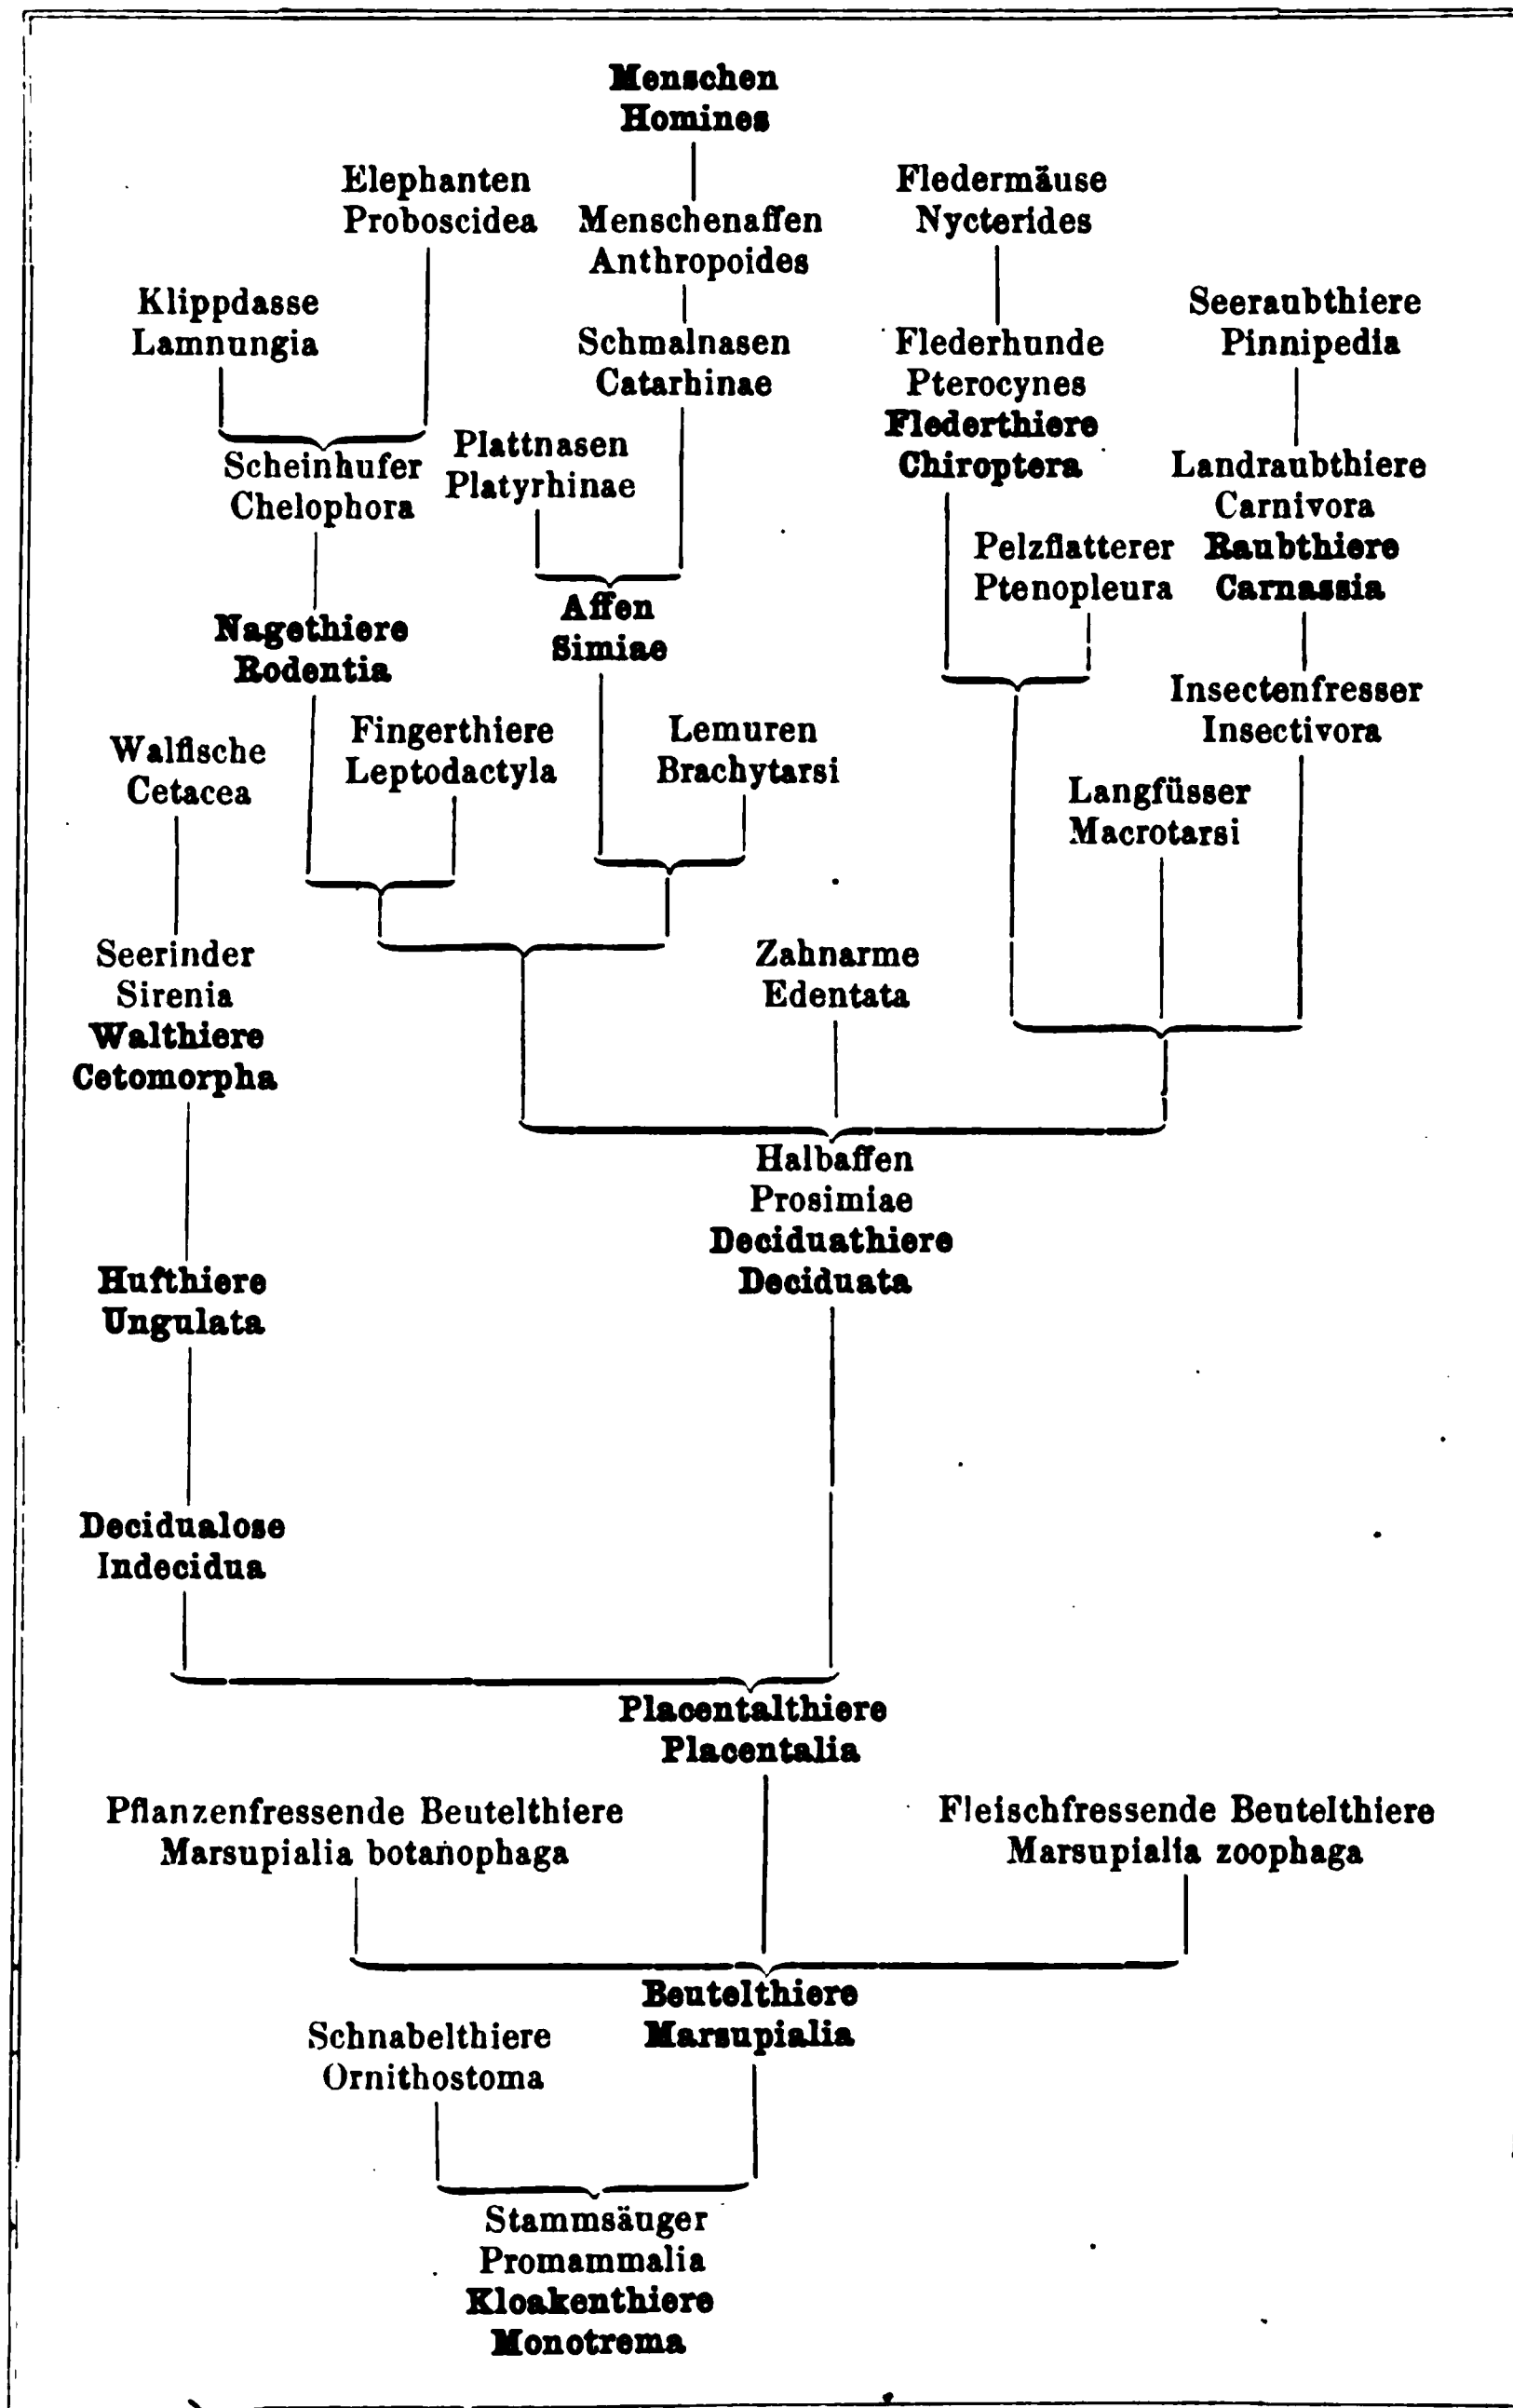 Menschen
Homines
Elephanten
Proboscidea
Menschenaffen
Anthropoides
Fledermäuse
Nycterides
Klippdasse
Lamnungia
Schmalnasen
Catarhinae
Flederhunde
Pterocynes
Flederthiere
Chiroptera
Seeraubthiere
Pinnipedia
Scheinhufer
Chelophora
Plattnasen
Platyrhinae
Landraubthiere
Carnivora
Raubthiere
Carnassia
Pelzflatterer
Ptenopleura
Nagethiere
Rodentia
Affen
Simiae
Insectenfresser
Insectivora
Walfische
Cetacea
Fingerthiere
Leptodactyla
Lemuren
Brachytarsi
Langfüsser
Macrotarsi
Seerinder
Sirenia
Walthiere
Cetomorpha
Zahnarme
Edentata
Halbaffen
Prosimiae
Deciduathiere
Deciduata
Hufthiere
Ungulata
Decidualose
Indecidua
Placentalthiere
Placentalia
Pflanzenfressende Beutelthiere
Marsupialia botanophaga
Fleischfressende Beutelthiere
Marsupialia zoophaga
Beutelthiere
Marsupialia
Schnabelthiere
Ornithostoma
Stammsäuger
Promammalia
Kloakenthiere
Monotrema